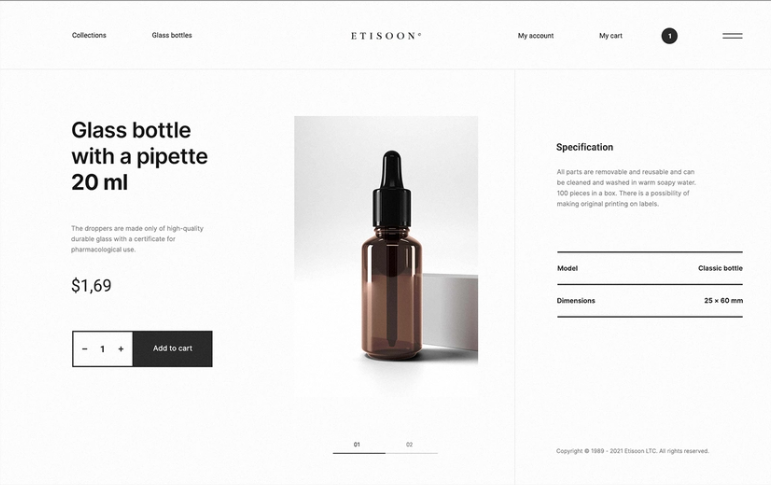 Collections
Glass bottles
ETISOON°
My account
My cart
1
Glass bottle
with a pipette
20 ml
The droppers are made only of high-quality
durable glass with a certificate for
pharmacological use.
$1,69
− 1 +
Add to cart
01
02
Specification
All parts are removable and reusable and can
be cleaned and washed in warm soapy water.
100 pieces in a box. There is a possibility of
making original printing on labels.
Model
Classic bottle
Dimensions
25 × 60 mm
Copyright © 1989 - 2021 Etisoon LTC. All rights reserved.